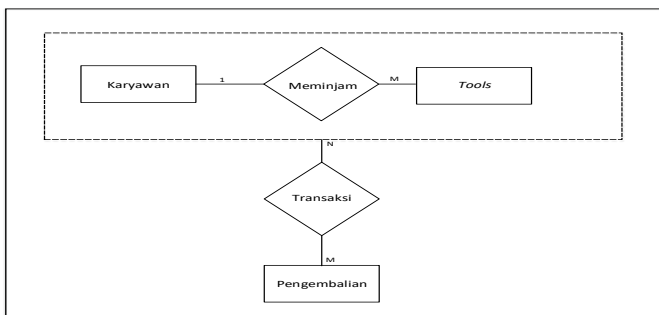 Karyawan
1
Meminjam
M
Tools
N
Transaksi
M
Pengembalian